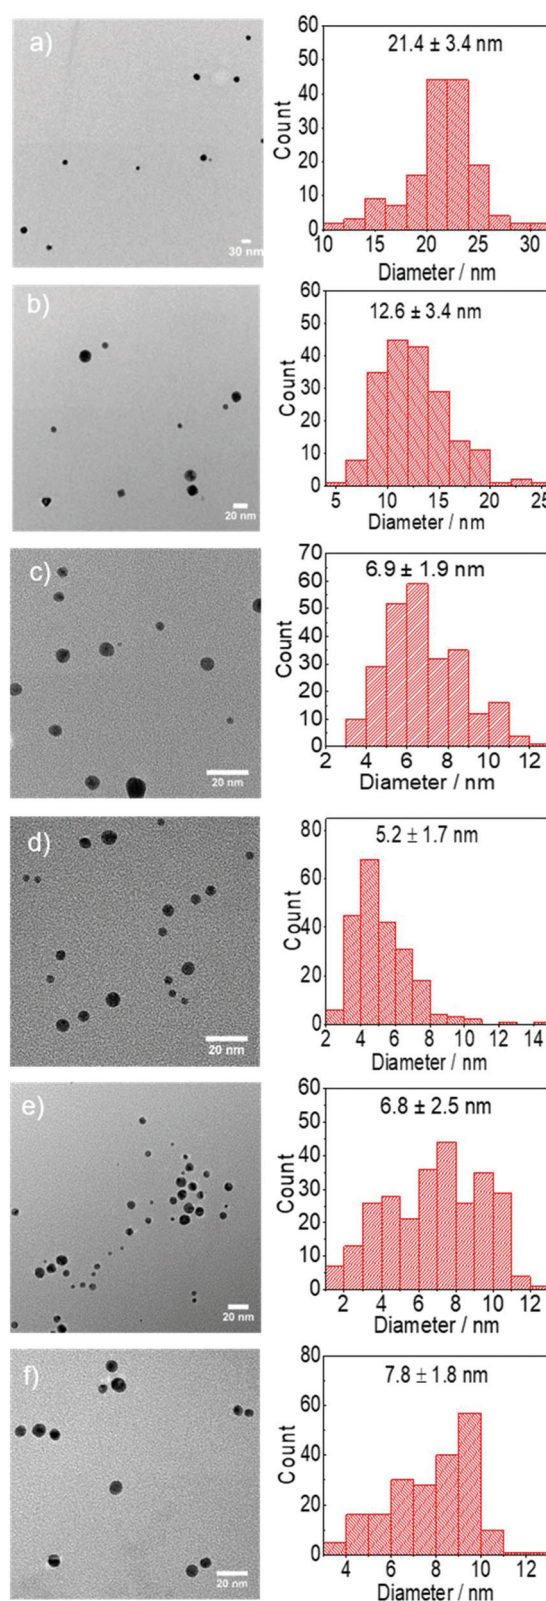 a)
30 nm
60
50
40
30
20
10
0
Count
21.4 ± 3.4 nm
10 15 20 25 30
Diameter / nm
b)
20 nm
60
50
40
30
20
10
0
Count
12.6 ± 3.4 nm
5 10 15 20 25
Diameter / nm
c)
20 nm
70
60
50
40
30
20
10
0
Count
6.9 ± 1.9 nm
2 4 6 8 10 12
Diameter / nm
d)
20 nm
80
60
40
20
0
Count
5.2 ± 1.7 nm
2 4 6 8 10 12 14
Diameter / nm
e)
20 nm
60
50
40
30
20
10
0
Count
6.8 ± 2.5 nm
2 4 6 8 10 12
Diameter / nm
f)
20 nm
80
60
40
20
0
Count
7.8 ± 1.8 nm
4 6 8 10 12
Diameter / nm